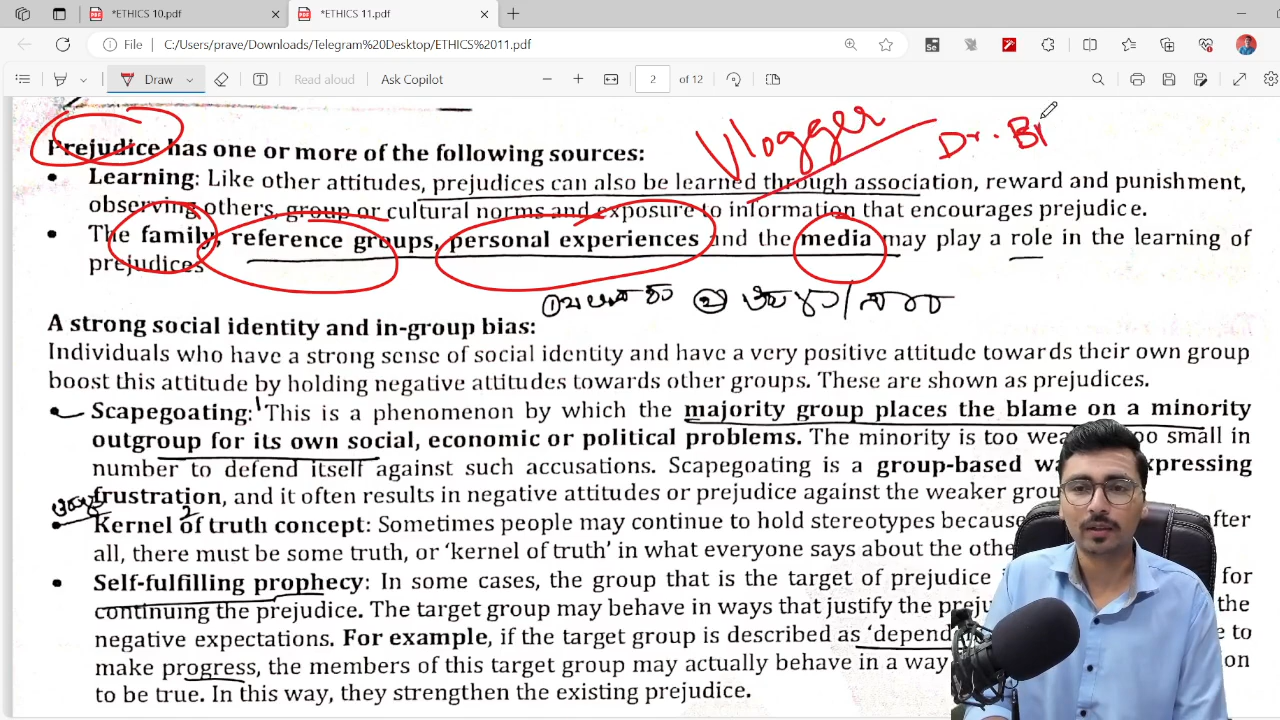 *ETHICS 10.pdf
*ETHICS 11.pdf
File
C:/Users/prave/Downloads/Telegram%20Desktop/ETHICS%2011.pdf
Draw
Read aloud
Ask Copilot
2 of 12
Vlogger
Dr. Br
Prejudice has one or more of the following sources:
• Learning: Like other attitudes, prejudices can also be learned through association, reward and punishment,
observing others, group or cultural norms and exposure to information that encourages prejudice.
• The family, reference groups, personal experiences and the media may play a role in the learning of
prejudices
A strong social identity and in-group bias:
Individuals who have a strong sense of social identity and have a very positive attitude towards their own group
boost this attitude by holding negative attitudes towards other groups. These are shown as prejudices.
Scapegoating: This is a phenomenon by which the majority group places the blame on a minority
outgroup for its own social, economic or political problems. The minority is too small in
number to defend itself against such accusations. Scapegoating is a group-based expressing
frustration, and it often results in negative attitudes or prejudice against the weaker
• Kernel of truth concept: Sometimes people may continue to hold stereotypes after
all, there must be some truth, or 'kernel of truth' in what everyone says about the
• Self-fulfilling prophecy: In some cases, the group that is the target of prejudice for
continuing the prejudice. The target group may behave in ways that justify the the
negative expectations. For example, if the target group is described as to
make progress, the members of this target group may actually behave in a way
to be true. In this way, they strengthen the existing prejudice.